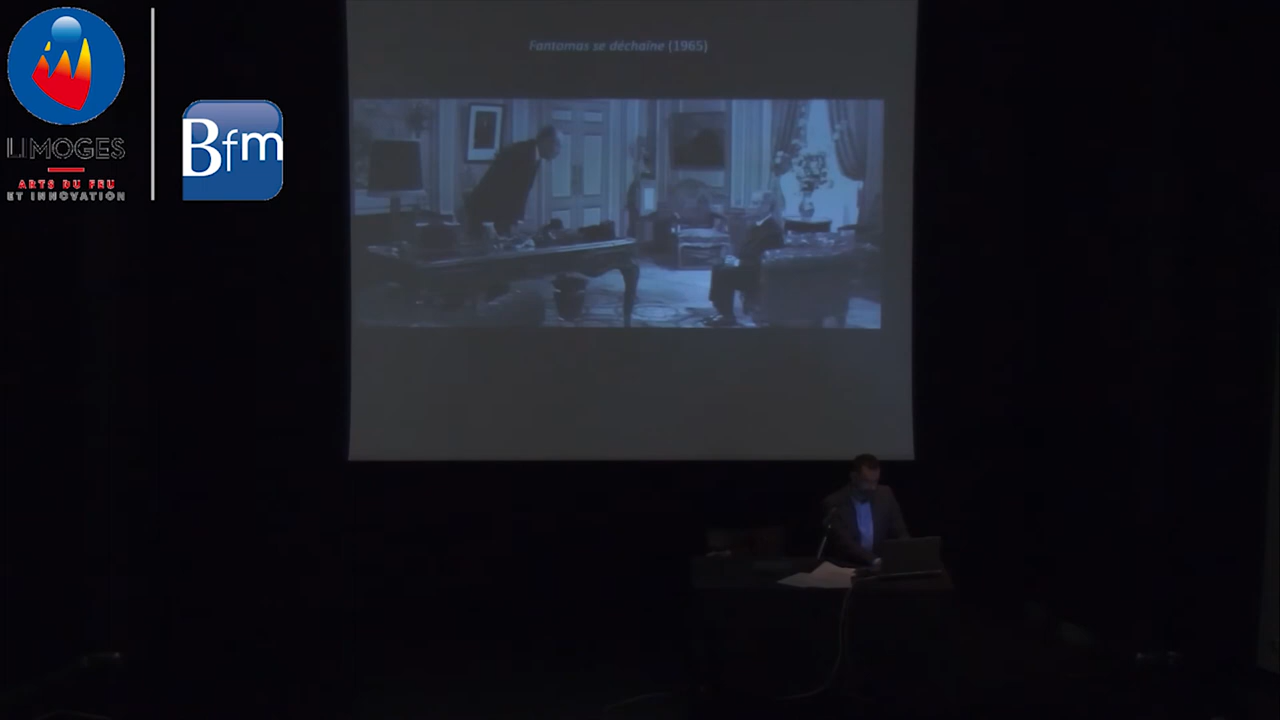 Fantomas se déchaîne (1965)
LIMOGES
ARTS DU FEU
ET INNOVATION
Bfm